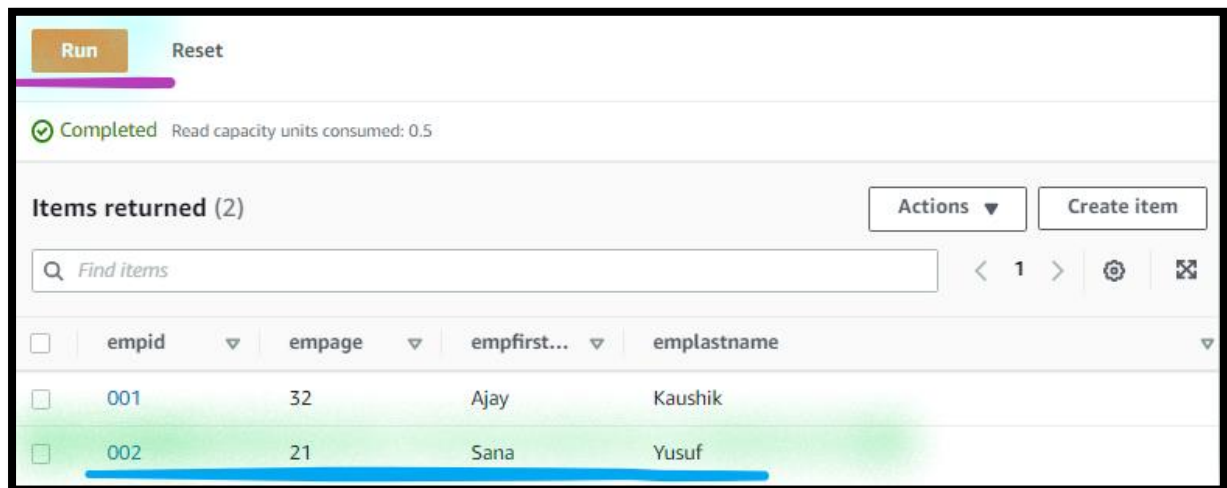 Run Reset
Completed Read capacity units consumed: 0.5
Items returned (2) Actions Create item
Find items 1
empid empage empfirst... emplastname
001 32 Ajay Kaushik
002 21 Sana Yusuf